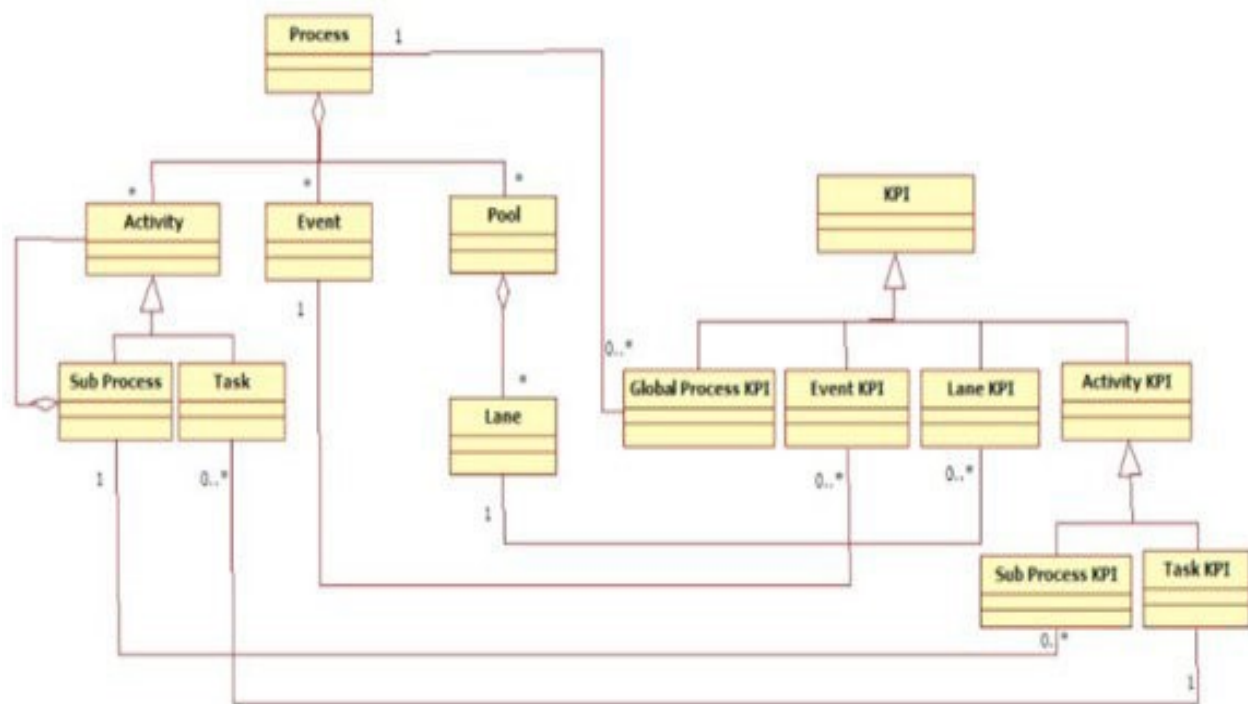 Process
1
*
*
*
Activity
Event
Pool
KPI
1
0..*
Sub Process
Task
*
Global Process KPI
Event KPI
Lane KPI
Activity KPI
Lane
1
0..*
1
0..*
0..*
Sub Process KPI
Task KPI
0..*
1